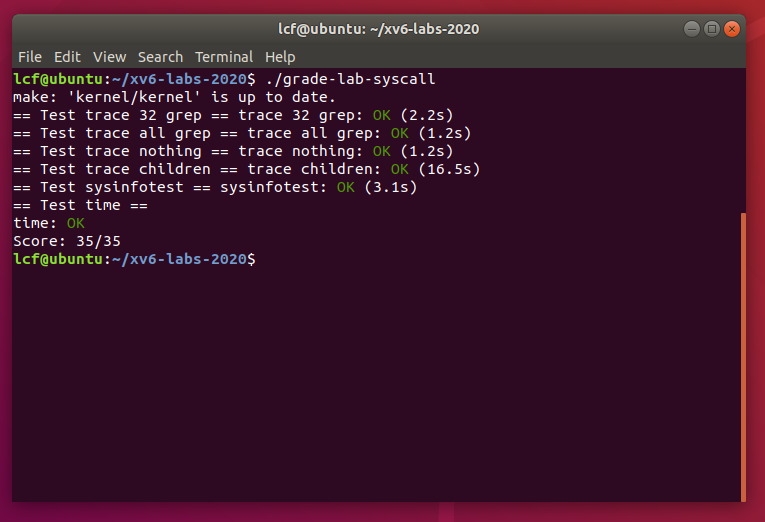 lcf@ubuntu: ~/xv6-labs-2020
File Edit View Search Terminal Help
lcf@ubuntu:~/xv6-labs-2020$ ./grade-lab-syscall
make: 'kernel/kernel' is up to date.
== Test trace 32 grep == trace 32 grep: OK (2.2s)
== Test trace all grep == trace all grep: OK (1.2s)
== Test trace nothing == trace nothing: OK (1.2s)
== Test trace children == trace children: OK (16.5s)
== Test sysinfotest == sysinfotest: OK (3.1s)
== Test time ==
time: OK
Score: 35/35
lcf@ubuntu:~/xv6-labs-2020$